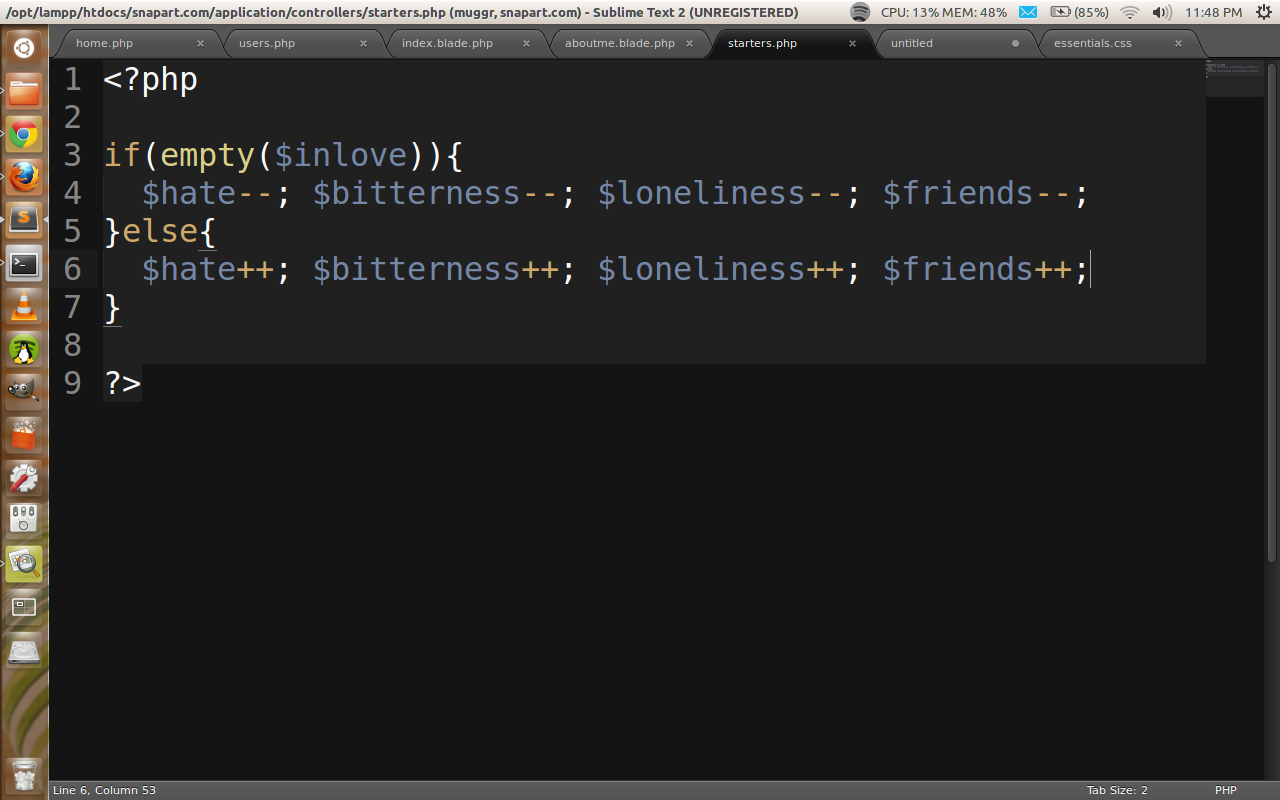 /opt/lampp/htdocs/snapart.com/application/controllers/starters.php (muggr, snapart.com) - Sublime Text 2 (UNREGISTERED) CPU: 13% MEM: 48% (85%) 11:48 PM
home.php × users.php × index.blade.php × aboutme.blade.php × starters.php × untitled essentials.css ×
1 <?php
2
3 if(empty($inlove)){
4   $hate--; $bitterness--; $loneliness--; $friends--;
5 }else{
6   $hate++; $bitterness++; $loneliness++; $friends++;
7 }
8
9 ?>
Line 6, Column 53 Tab Size: 2 PHP